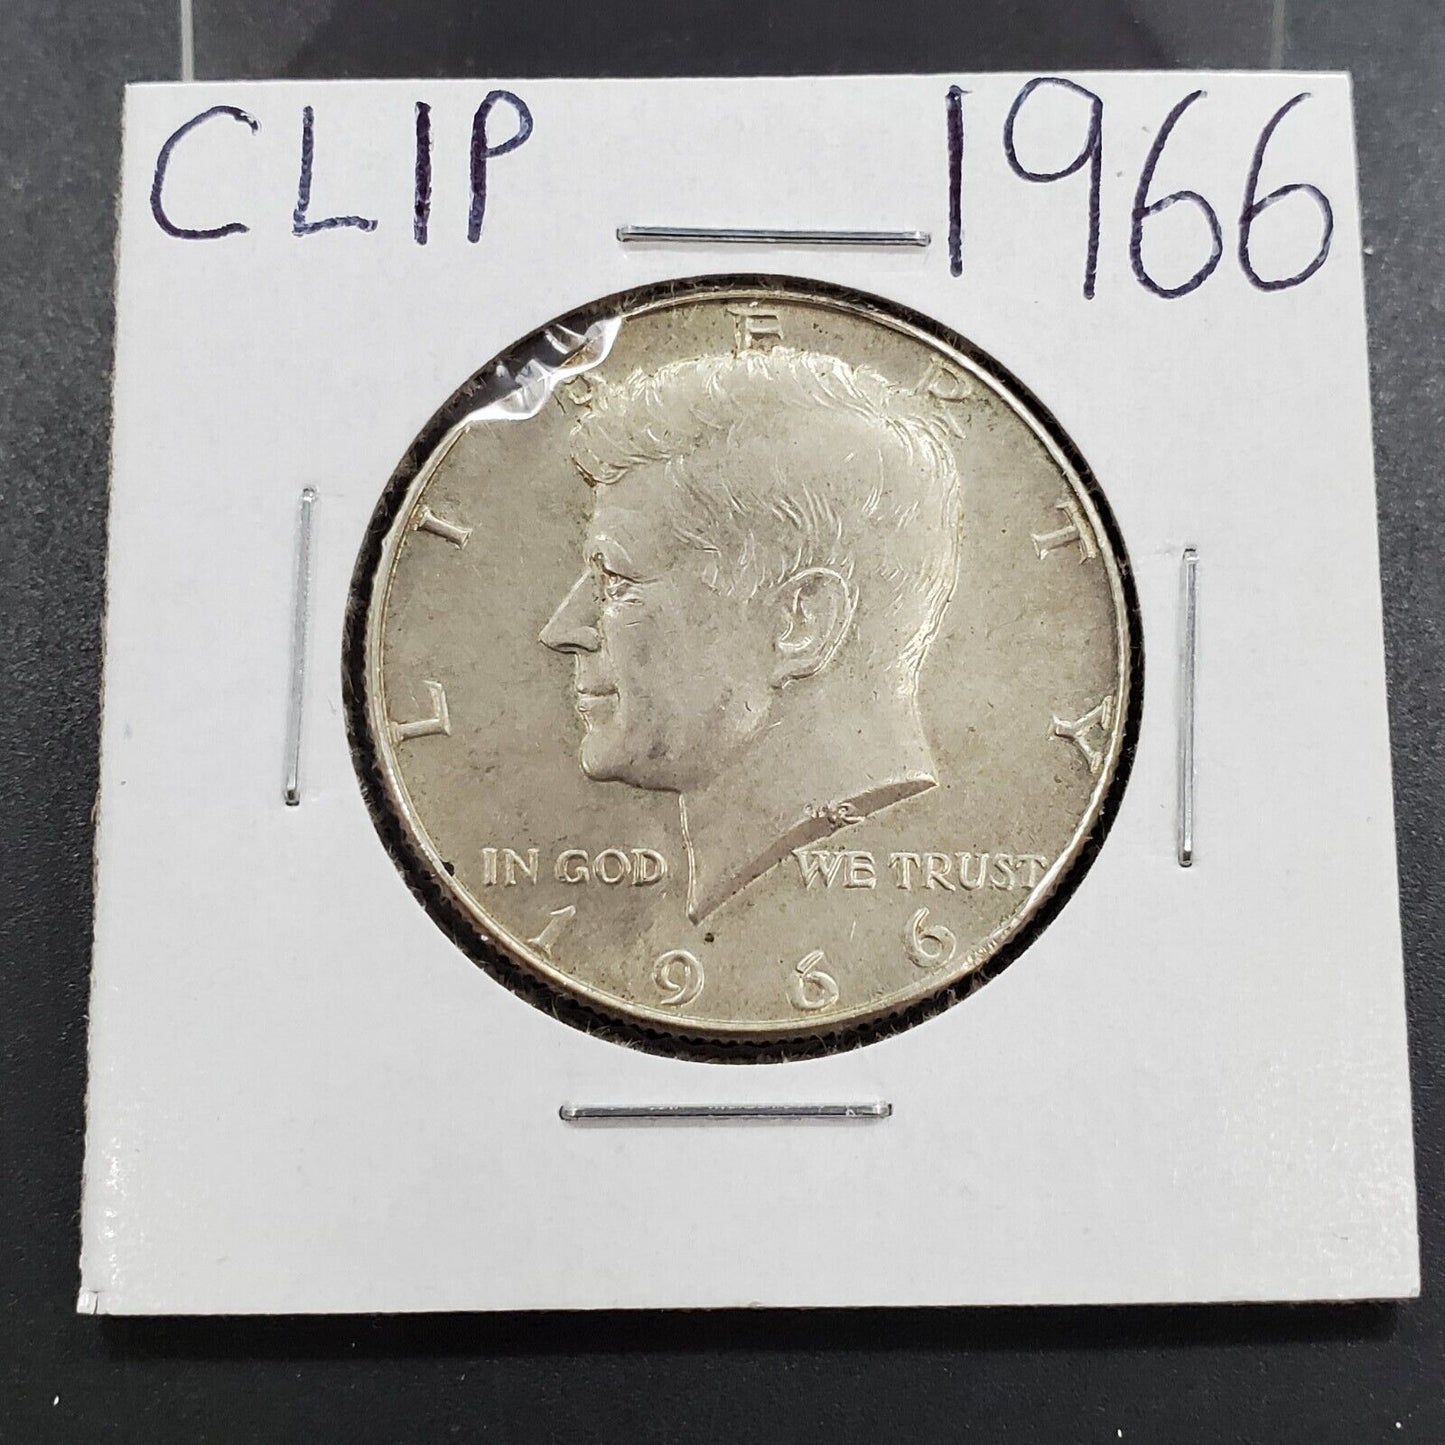 CLIP 1966
LIBERTY
IN GOD WE TRUST
1966